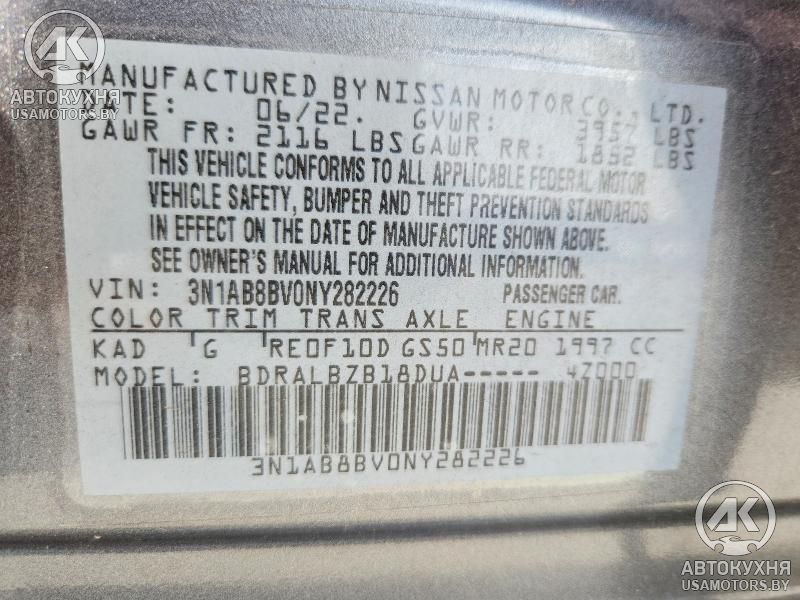 АК
АВТОКУХНЯ
USAMOTORS.BY
MANUFACTURED BY NISSAN MOTOR CO., LTD.
DATE: 06/22. GVWR: 3957 LBS
GAWR FR: 2116 LBS GAWR RR: 1852 LBS
THIS VEHICLE CONFORMS TO ALL APPLICABLE FEDERAL MOTOR
VEHICLE SAFETY, BUMPER AND THEFT PREVENTION STANDARDS
IN EFFECT ON THE DATE OF MANUFACTURE SHOWN ABOVE.
SEE OWNER'S MANUAL FOR ADDITIONAL INFORMATION.
VIN: 3N1AB8BV0NY282226 PASSENGER CAR.
COLOR TRIM TRANS AXLE ENGINE
KAD G RE0F10D GS50 MR20 1997 CC
MODEL: BDRALBZB18DUA----- 4Z000
3N1AB8BV0NY282226
АК
АВТОКУХНЯ
USAMOTORS.BY